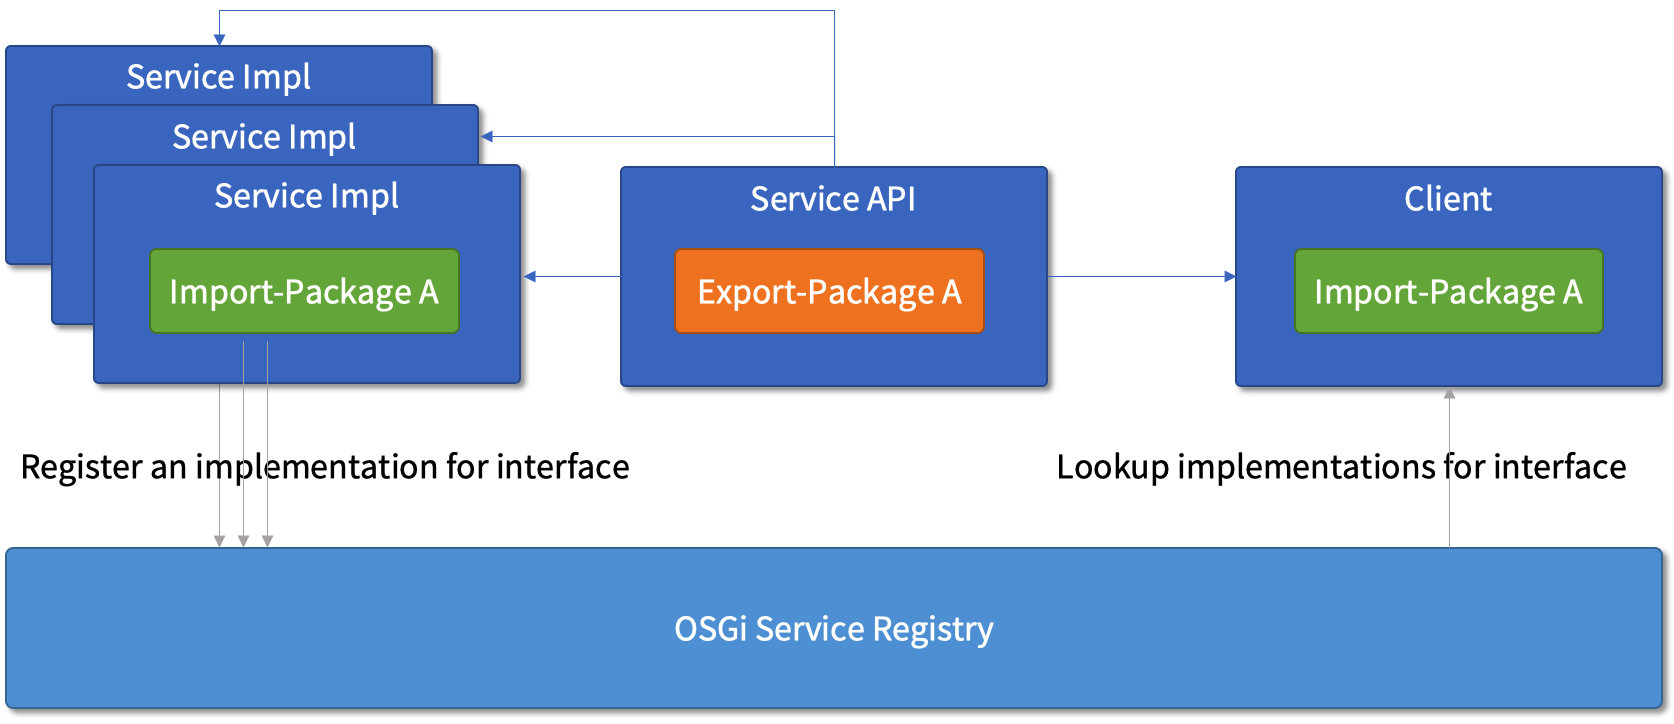 Service Impl
Service Impl
Service Impl
Import-Package A
Service API
Export-Package A
Client
Import-Package A
Register an implementation for interface
Lookup implementations for interface
OSGi Service Registry